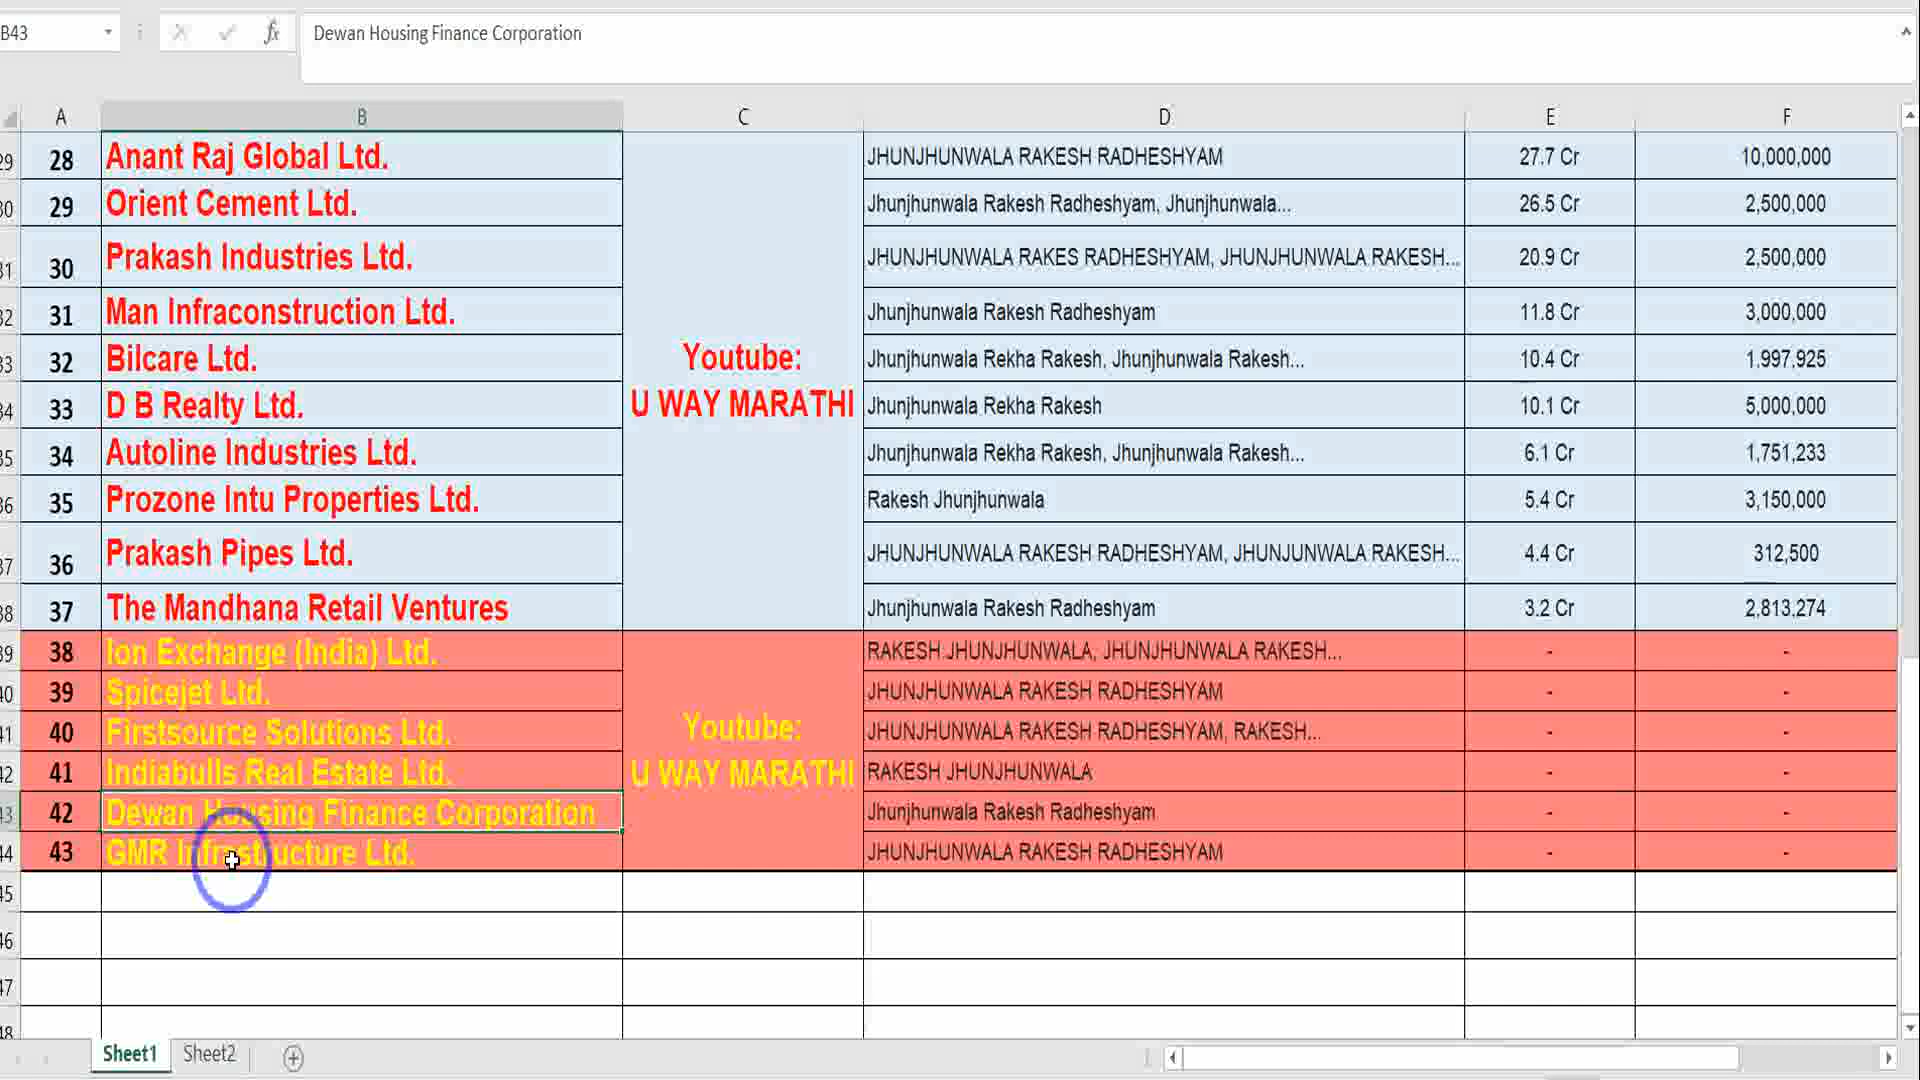 B43 fx Dewan Housing Finance Corporation
A B C D E F
28 Anant Raj Global Ltd. JHUNJHUNWALA RAKESH RADHESHYAM 27.7 Cr 10,000,000
29 Orient Cement Ltd. Jhunjhunwala Rakesh Radheshyam, Jhunjhunwala... 26.5 Cr 2,500,000
30 Prakash Industries Ltd. JHUNJHUNWALA RAKES RADHESHYAM, JHUNJHUNWALA RAKESH... 20.9 Cr 2,500,000
31 Man Infraconstruction Ltd. Jhunjhunwala Rakesh Radheshyam 11.8 Cr 3,000,000
32 Bilcare Ltd. Youtube: Jhunjhunwala Rekha Rakesh, Jhunjhunwala Rakesh... 10.4 Cr 1,997,925
33 D B Realty Ltd. U WAY MARATHI Jhunjhunwala Rekha Rakesh 10.1 Cr 5,000,000
34 Autoline Industries Ltd. Jhunjhunwala Rekha Rakesh, Jhunjhunwala Rakesh... 6.1 Cr 1,751,233
35 Prozone Intu Properties Ltd. Rakesh Jhunjhunwala 5.4 Cr 3,150,000
36 Prakash Pipes Ltd. JHUNJHUNWALA RAKESH RADHESHYAM, JHUNJUNWALA RAKESH... 4.4 Cr 312,500
37 The Mandhana Retail Ventures Jhunjhunwala Rakesh Radheshyam 3.2 Cr 2,813,274
38 Ion Exchange (India) Ltd. RAKESH JHUNJHUNWALA, JHUNJHUNWALA RAKESH... - -
39 Spicejet Ltd. JHUNJHUNWALA RAKESH RADHESHYAM - -
40 Firstsource Solutions Ltd. Youtube: JHUNJHUNWALA RAKESH RADHESHYAM, RAKESH... - -
41 Indiabulls Real Estate Ltd. U WAY MARATHI RAKESH JHUNJHUNWALA - -
42 Dewan Housing Finance Corporation Jhunjhunwala Rakesh Radheshyam - -
43 GMR Infrastructure Ltd. JHUNJHUNWALA RAKESH RADHESHYAM - -
Sheet1 Sheet2